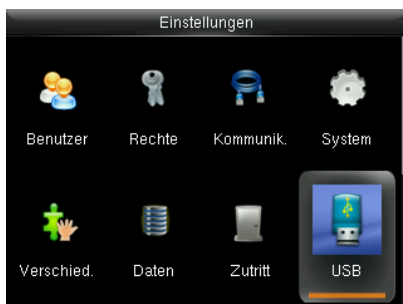 Einstellungen
Benutzer Rechte Kommunik. System
Verschied. Daten Zutritt USB